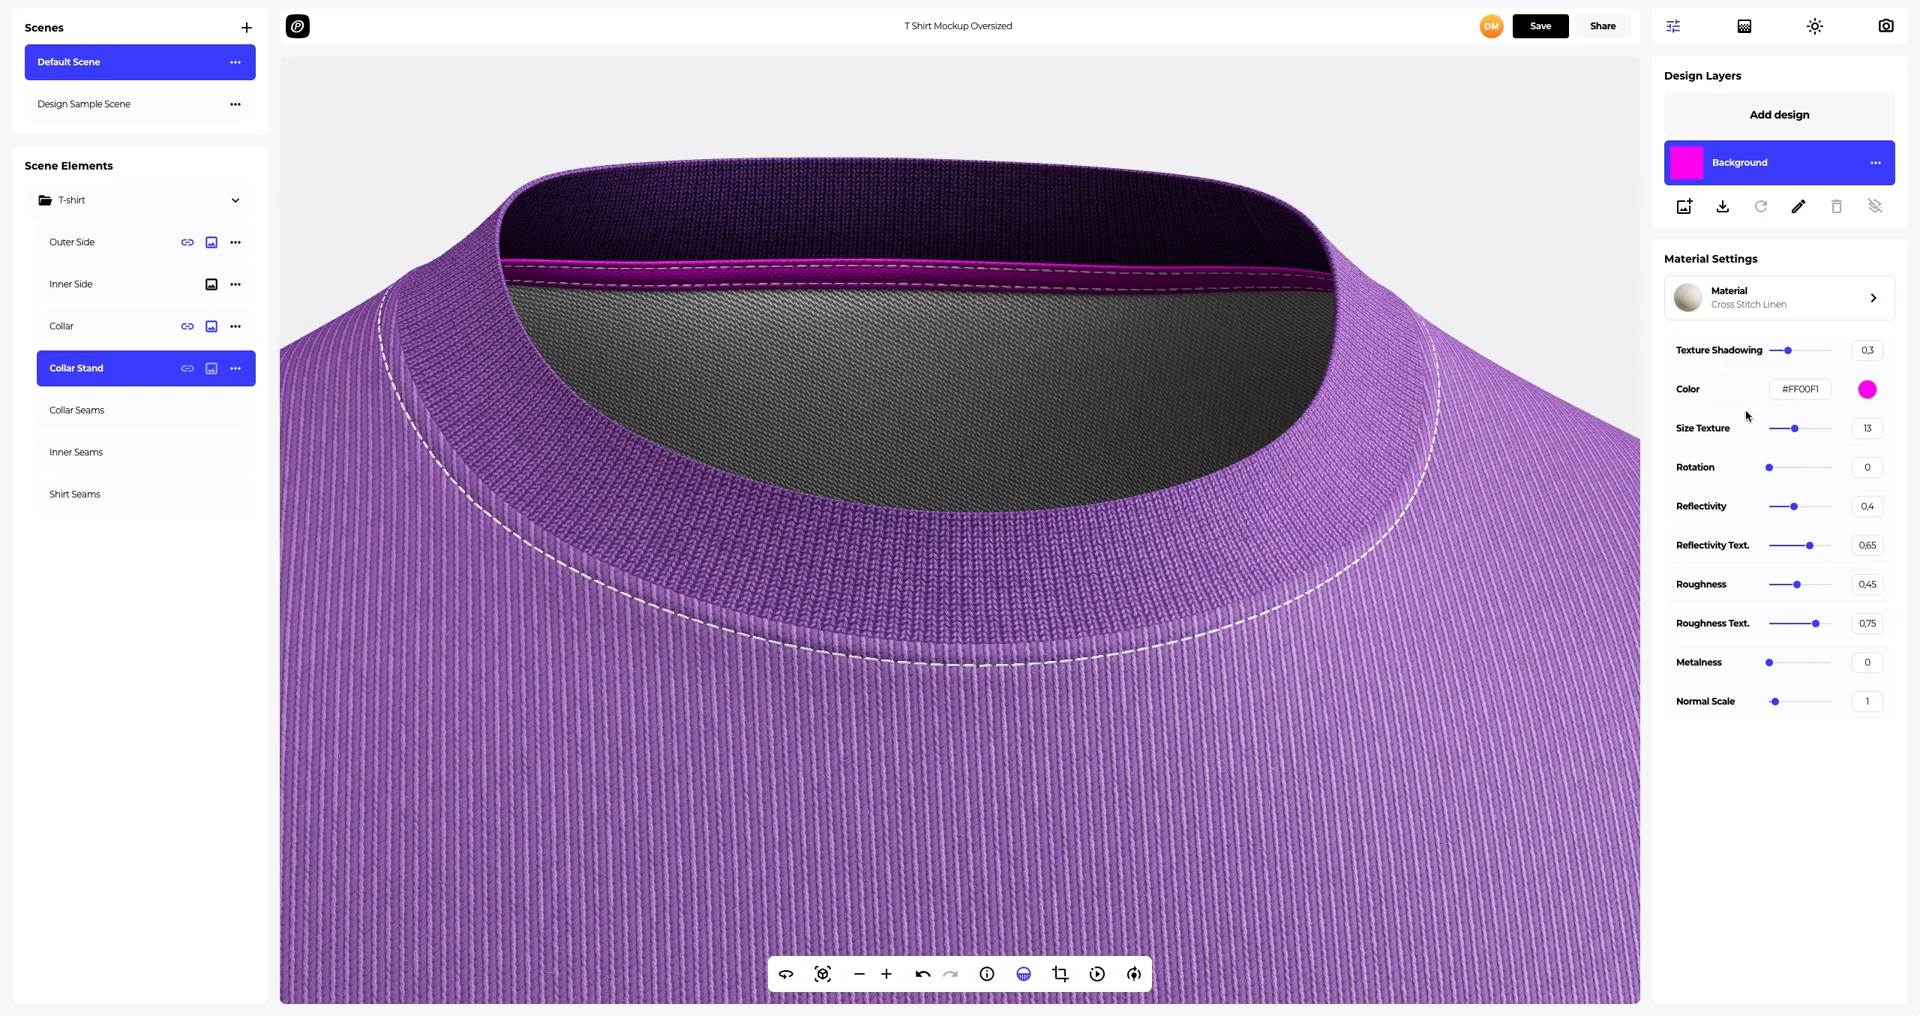 Scenes
Default Scene
Design Sample Scene
Scene Elements
T-shirt
Outer Side
Inner Side
Collar
Collar Stand
Collar Seams
Inner Seams
Shirt Seams
T Shirt Mockup Oversized
DM
Save
Share
Design Layers
Add design
Background
Material Settings
Material
Cross Stitch Linen
Texture Shadowing 0,3
Color #FF00F1
Size Texture 13
Rotation 0
Reflectivity 0,4
Reflectivity Text. 0,65
Roughness 0,45
Roughness Text. 0,75
Metalness 0
Normal Scale 1